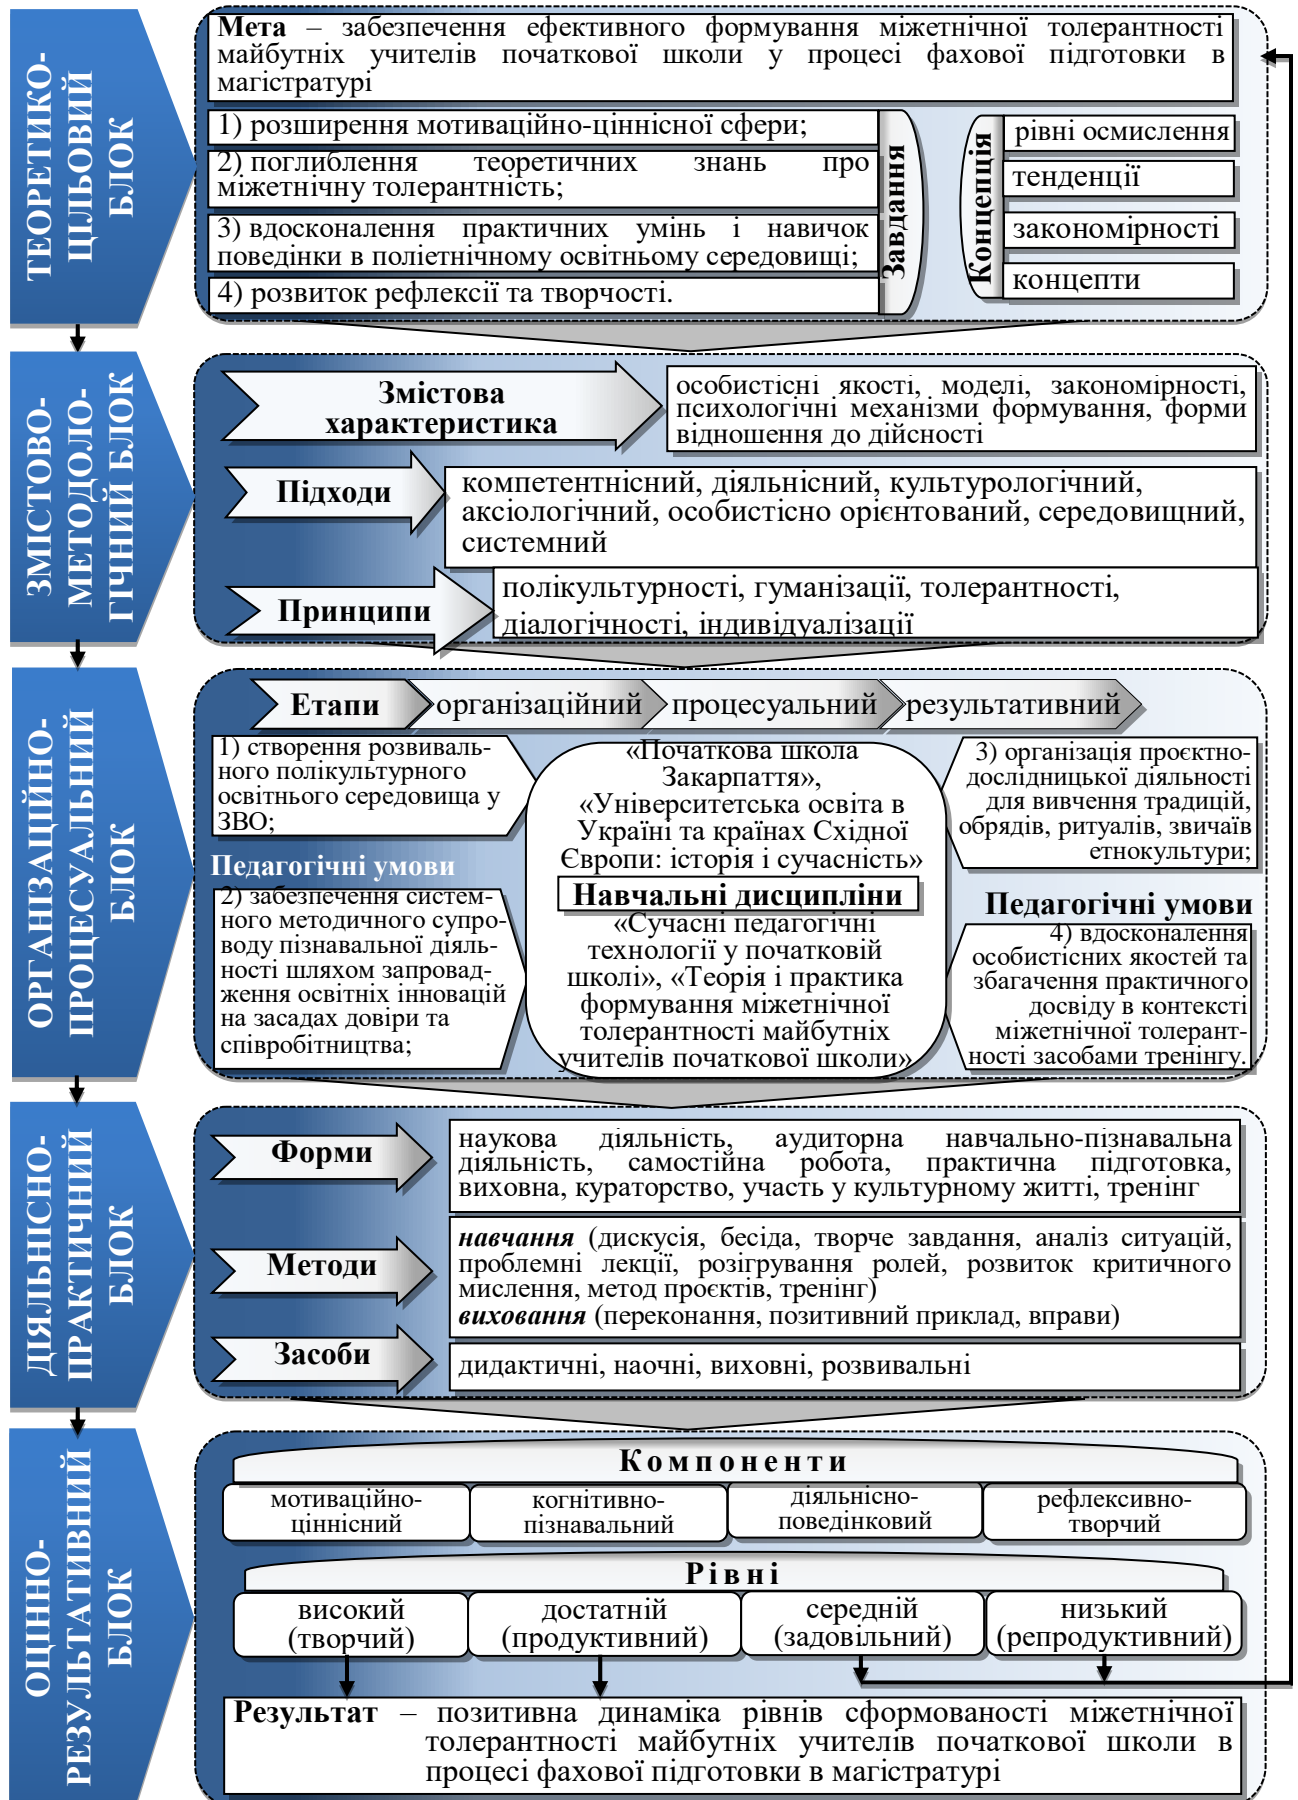 ТЕОРЕТИКО-
ЦІЛЬОВИЙ
БЛОК
Мета – забезпечення ефективного формування міжетнічної толерантності
майбутніх учителів початкової школи у процесі фахової підготовки в
магістратурі
1) розширення мотиваційно-ціннісної сфери;
2) поглиблення теоретичних знань про
міжетнічну толерантність;
3) вдосконалення практичних умінь і навичок
поведінки в поліетнічному освітньому середовищі;
4) розвиток рефлексії та творчості.
Завдання
Концепція
рівні осмислення
тенденції
закономірності
концепти
ЗМІСТОВО-
МЕТОДОЛО-
ГІЧНИЙ БЛОК
Змістова
характеристика
особистісні якості, моделі, закономірності,
психологічні механізми формування, форми
відношення до дійсності
Підходи
компетентнісний, діяльнісний, культурологічний,
аксіологічний, особистісно орієнтований, середовищний,
системний
Принципи
полікультурності, гуманізації, толерантності,
діалогічності, індивідуалізації
ОРГАНІЗАЦІЙНО-
ПРОЦЕСУАЛЬНИЙ
БЛОК
Етапи
організаційний
процесуальний
результативний
1) створення розвиваль-
ного полікультурного
освітнього середовища у
ЗВО;
Педагогічні умови
2) забезпечення систем-
ного методичного супро-
воду пізнавальної діяль-
ності шляхом запровад-
ження освітніх інновацій
на засадах довіри та
співробітництва;
«Початкова школа
Закарпаття»,
«Університетська освіта в
Україні та країнах Східної
Європи: історія і сучасність»
Навчальні дисципліни
«Сучасні педагогічні
технології у початковій
школі», «Теорія і практика
формування міжетнічної
толерантності майбутніх
учителів початкової школи»
3) організація проєктно-
дослідницької діяльності
для вивчення традицій,
обрядів, ритуалів, звичаїв
етнокультури;
Педагогічні умови
4) вдосконалення
особистісних якостей та
збагачення практичного
досвіду в контексті
міжетнічної толерант-
ності засобами тренінгу.
ДІЯЛЬНІСНО-
ПРАКТИЧНИЙ
БЛОК
Форми
наукова діяльність, аудиторна навчально-пізнавальна
діяльність, самостійна робота, практична підготовка,
виховна, кураторство, участь у культурному житті, тренінг
Методи
навчання (дискусія, бесіда, творче завдання, аналіз ситуацій,
проблемні лекції, розігрування ролей, розвиток критичного
мислення, метод проєктів, тренінг)
виховання (переконання, позитивний приклад, вправи)
Засоби
дидактичні, наочні, виховні, розвивальні
ОЦІННО-
РЕЗУЛЬТАТИВНИЙ
БЛОК
Компоненти
мотиваційно-
ціннісний
когнітивно-
пізнавальний
діяльнісно-
поведінковий
рефлексивно-
творчий
Рівні
високий
(творчий)
достатній
(продуктивний)
середній
(задовільний)
низький
(репродуктивний)
Результат – позитивна динаміка рівнів сформованості міжетнічної
толерантності майбутніх учителів початкової школи в
процесі фахової підготовки в магістратурі